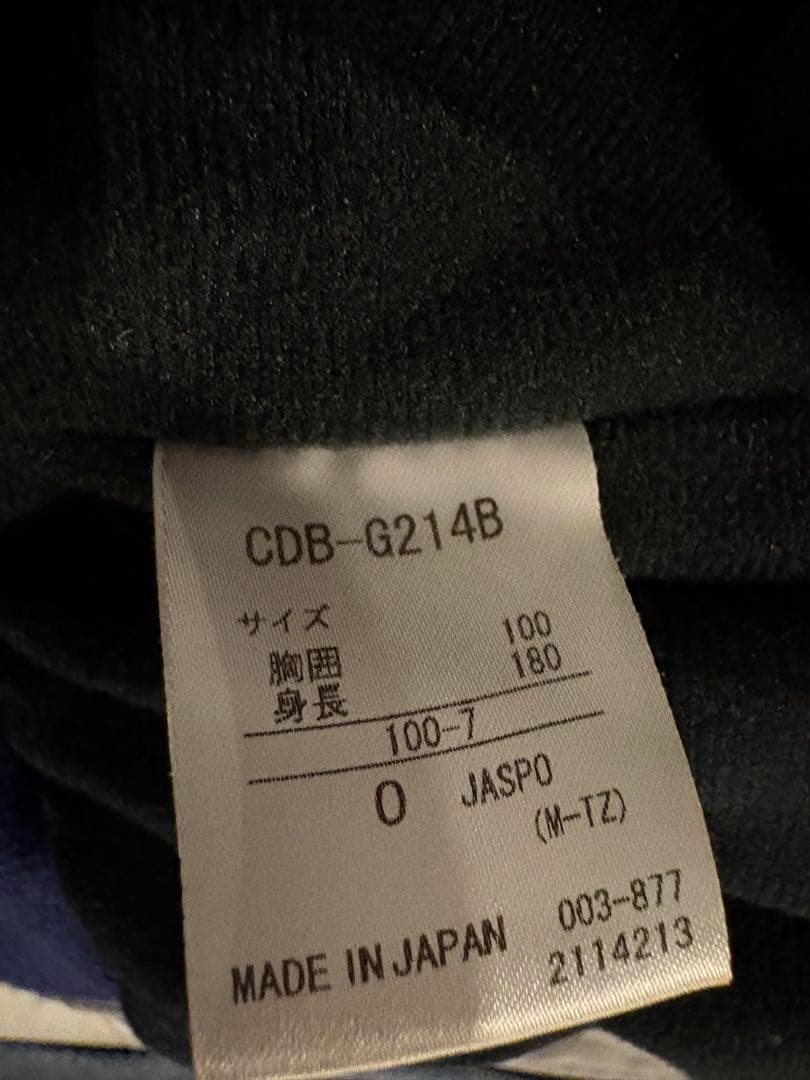 CDB-G214B
サイズ
胸囲 100
身長 180
100-7
O JASPO
(M-TZ)
003-877
MADE IN JAPAN 2114213